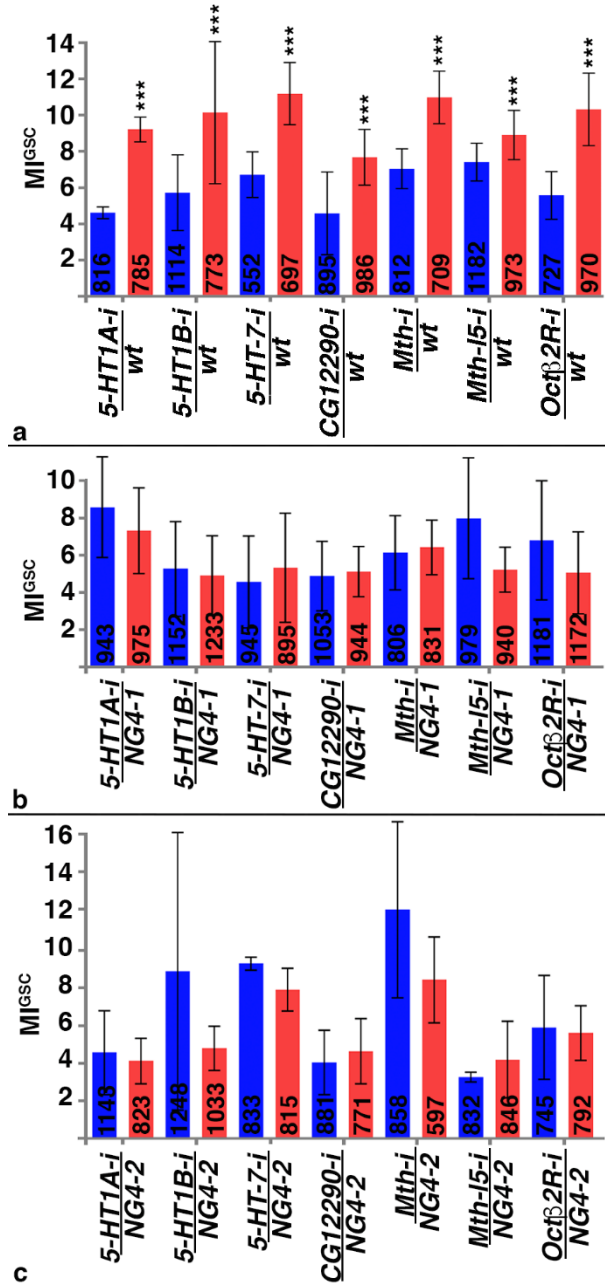 14
12
10
8
6
4
2
MI^GSC
***
***
***
***
***
***
***
816 785 1114 773 552 697 895 986 812 709 1182 973 727 970
5-HT1A-i
wt
5-HT1B-i
wt
5-HT-7-i
wt
CG12290-i
wt
Mth-i
wt
Mth-l5-i
wt
Octβ2R-i
wt
a
10
8
6
4
2
MI^GSC
943 975 1152 1233 945 895 1053 944 806 831 979 940 1181 1172
5-HT1A-i
NG4-1
5-HT1B-i
NG4-1
5-HT-7-i
NG4-1
CG12290-i
NG4-1
Mth-i
NG4-1
Mth-l5-i
NG4-1
Octβ2R-i
NG4-1
b
16
14
12
10
8
6
4
2
MI^GSC
1148 823 1248 1033 833 815 881 771 858 597 832 846 745 792
5-HT1A-i
NG4-2
5-HT1B-i
NG4-2
5-HT-7-i
NG4-2
CG12290-i
NG4-2
Mth-i
NG4-2
Mth-l5-i
NG4-2
Octβ2R-i
NG4-2
c